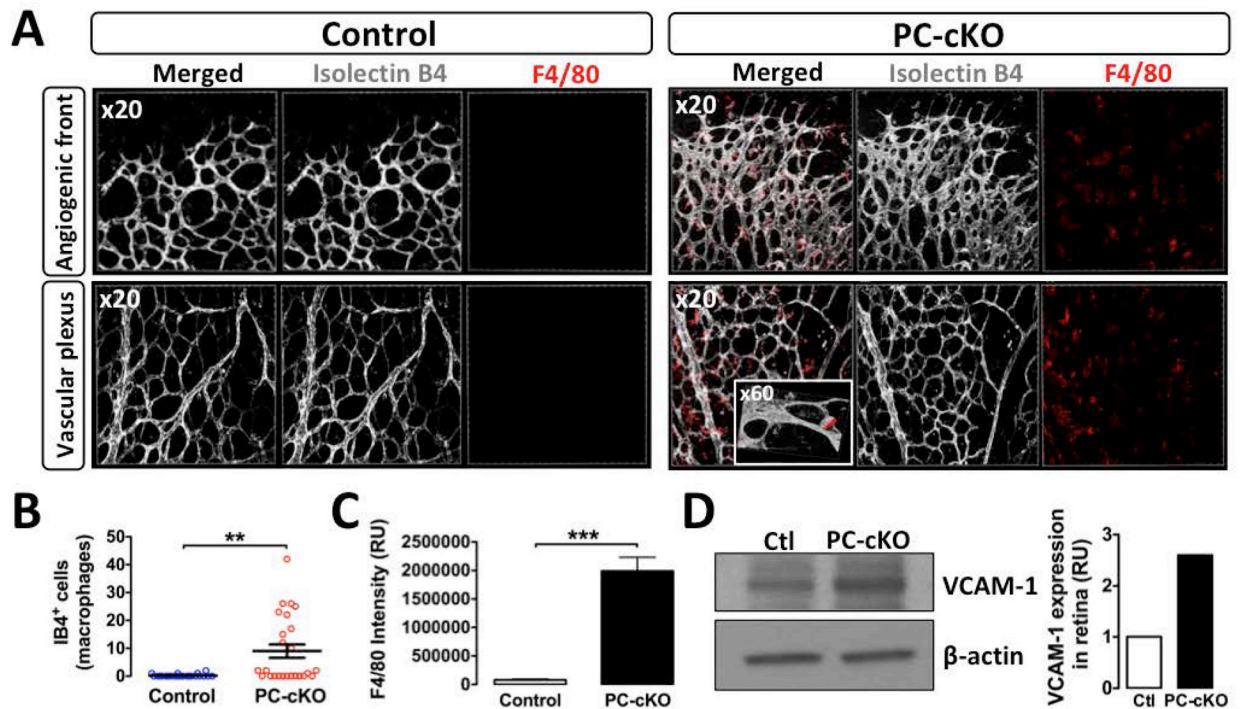 A
Control
PC-cKO
Merged
Isolectin B4
F4/80
Merged
Isolectin B4
F4/80
Angiogenic front
x20
x20
Vascular plexus
x20
x20
x60
B
IB4⁺ cells
(macrophages)
50
40
30
20
10
0
**
Control
PC-cKO
C
F4/80 Intensity (RU)
2500000
2000000
1500000
1000000
500000
0
***
Control
PC-cKO
D
Ctl
PC-cKO
VCAM-1
β-actin
VCAM-1 expression
in retina (RU)
3
2
1
0
Ctl
PC-cKO